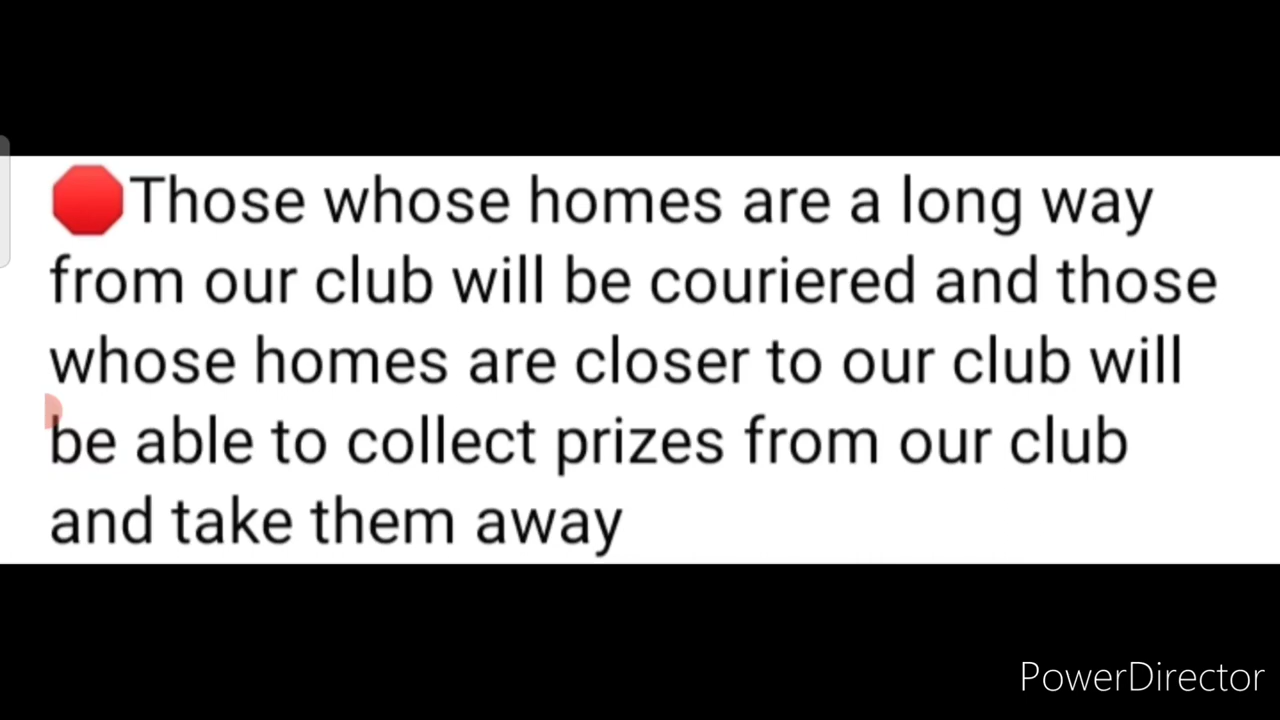 🛑Those whose homes are a long way
from our club will be couriered and those
whose homes are closer to our club will
be able to collect prizes from our club
and take them away
PowerDirector